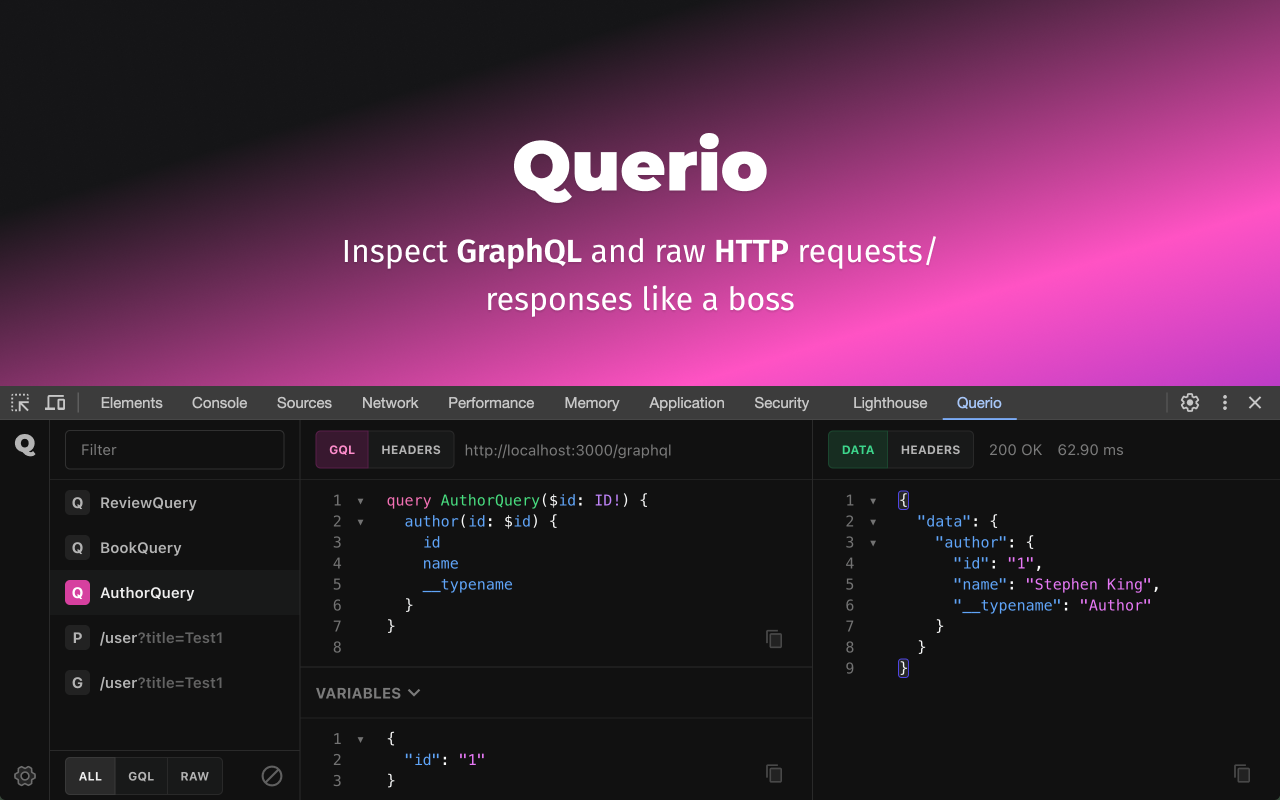 Querio
Inspect GraphQL and raw HTTP requests/
responses like a boss
Elements Console Sources Network Performance Memory Application Security Lighthouse Querio
Q
Filter
Q ReviewQuery
Q BookQuery
Q AuthorQuery
P /user?title=Test1
G /user?title=Test1
ALL GQL RAW
GQL HEADERS http://localhost:3000/graphql
1 query AuthorQuery($id: ID!) {
2 author(id: $id) {
3 id
4 name
5 __typename
6 }
7 }
8
VARIABLES
1 {
2 "id": "1"
3 }
DATA HEADERS 200 OK 62.90 ms
1 {
2 "data": {
3 "author": {
4 "id": "1",
5 "name": "Stephen King",
6 "__typename": "Author"
7 }
8 }
9 }